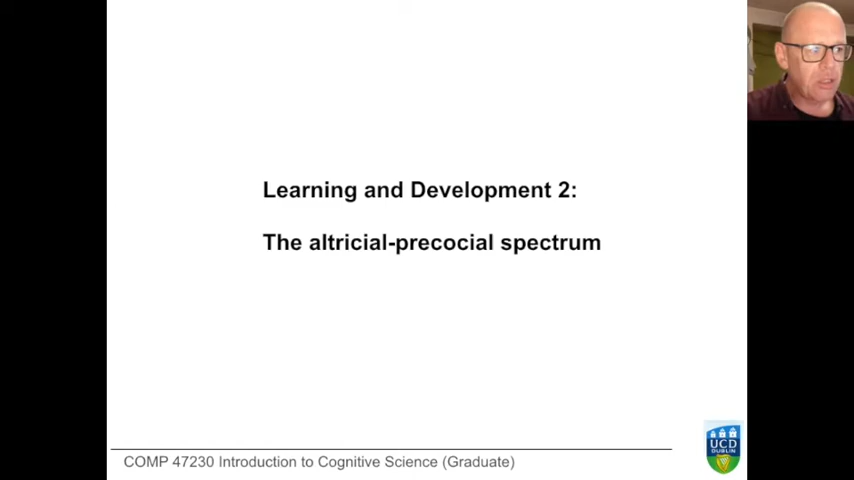 Learning and Development 2:
The altricial-precocial spectrum
COMP 47230 Introduction to Cognitive Science (Graduate)
UCD
DUBLIN